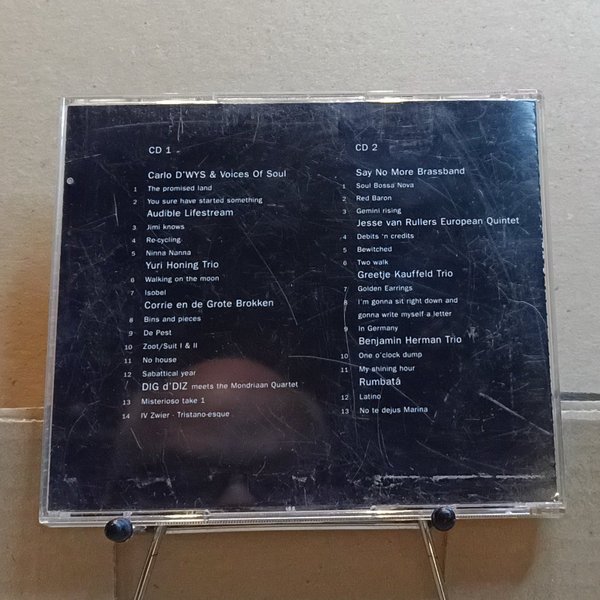 CD 1
Carlo D'WYS & Voices Of Soul
1 The promised land
2 You sure have started something
Audible Lifestream
3 Jimi knows
4 Re-cycling
5 Ninna Nanna
Yuri Honing Trio
6 Walking on the moon
7 Isobel
Corrie en de Grote Brokken
8 Bins and pieces
9 De Pest
10 Zoot/Suit I & II
11 No house
12 Sabattical year
DIG d'DIZ meets the Mondriaan Quartet
13 Misterioso take 1
14 IV Zwier - Tristano-esque
CD 2
Say No More Brassband
1 Soul Bossa Nova
2 Red Baron
3 Gemini rising
Jesse van Rullers European Quintet
4 Debits 'n credits
5 Bewitched
6 Two walk
Greetje Kauffeld Trio
7 Golden Earrings
8 I'm gonna sit right down and
gonna write myself a letter
9 In Germany
Benjamin Herman Trio
10 One o'clock dump
11 My shining hour
Rumbatá
12 Latino
13 No te dejus Marina